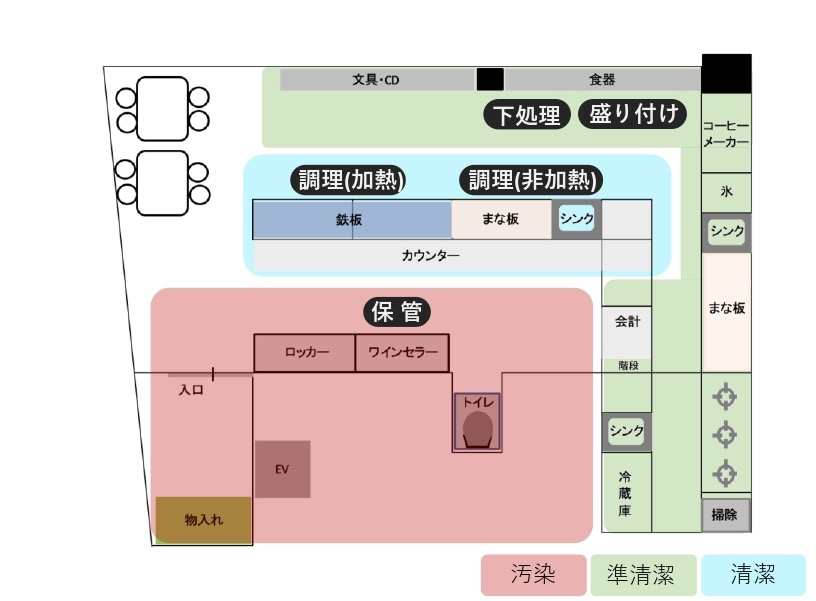 文具・CD
食器
下処理
盛り付け
コーヒー
メーカー
調理(加熱)
調理(非加熱)
氷
鉄板
まな板
シンク
シンク
カウンター
保管
まな板
会計
ロッカー
ワインセラー
階段
入口
トイレ
シンク
EV
冷蔵庫
物入れ
掃除
汚染
準清潔
清潔